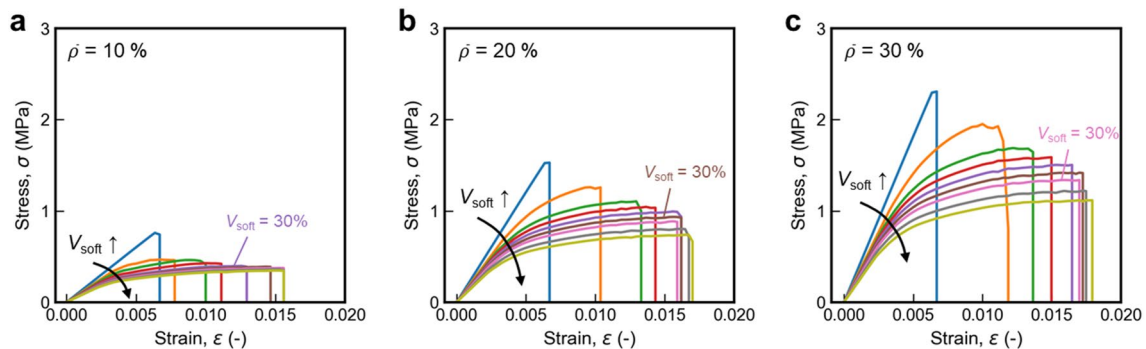 a
ρ̄ = 10 %
3
2
1
0
Stress, σ (MPa)
V_soft ↑
V_soft = 30%
0.000 0.005 0.010 0.015 0.020
Strain, ε (-)
b
ρ̄ = 20 %
3
2
1
0
Stress, σ (MPa)
V_soft ↑
V_soft = 30%
0.000 0.005 0.010 0.015 0.020
Strain, ε (-)
c
ρ̄ = 30 %
3
2
1
0
Stress, σ (MPa)
V_soft ↑
V_soft = 30%
0.000 0.005 0.010 0.015 0.020
Strain, ε (-)